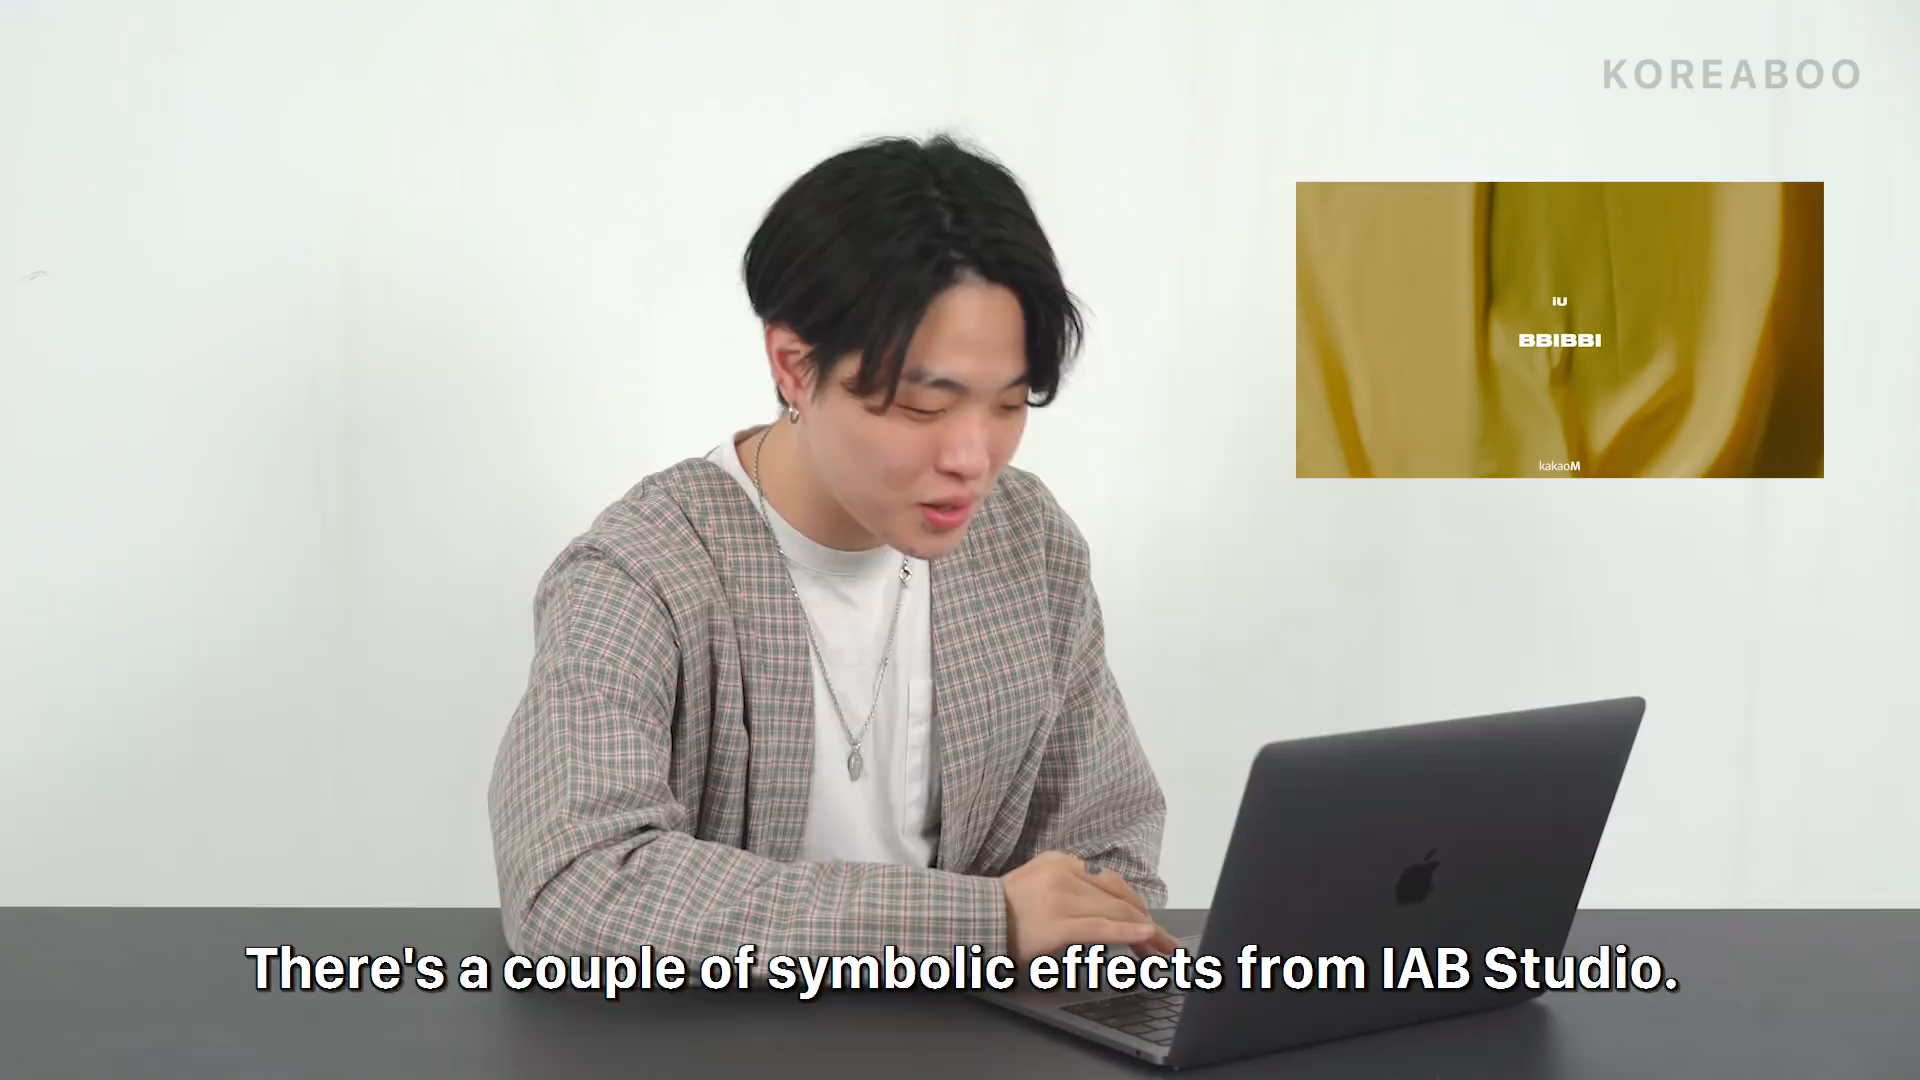 KOREABOO
iU
BBIBBI
kakaoM
There's a couple of symbolic effects from IAB Studio.